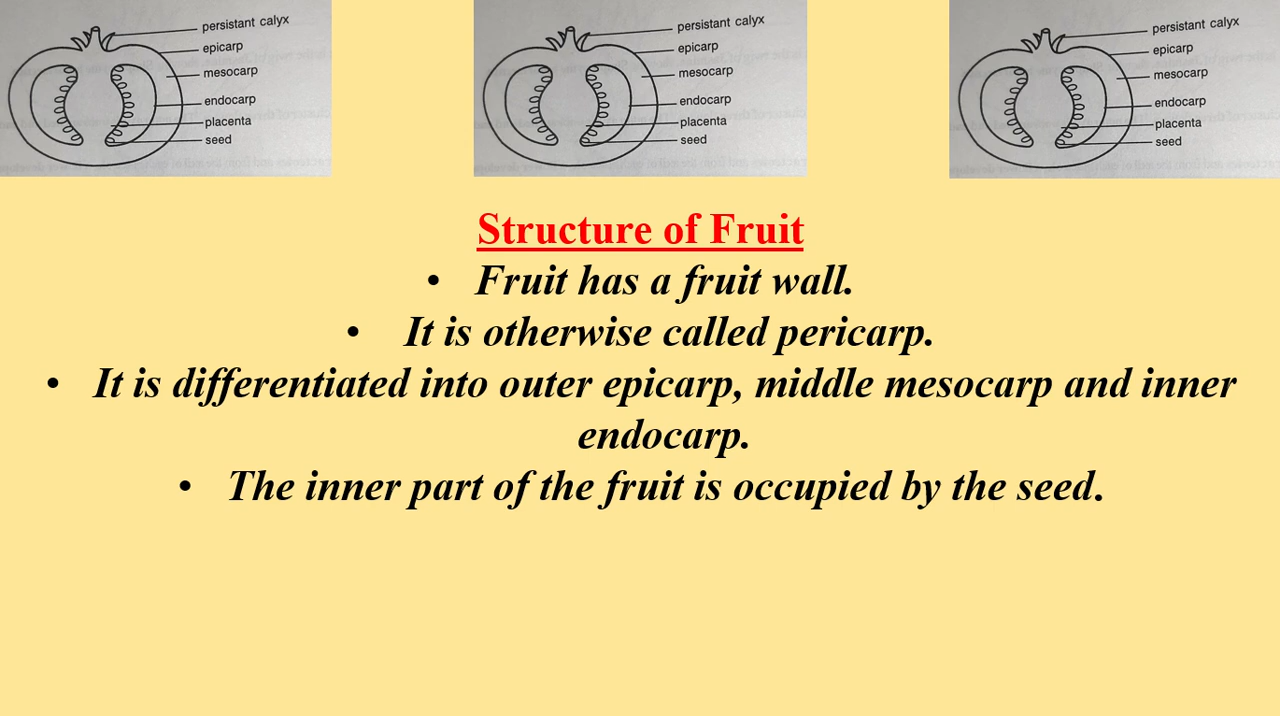 persistant calyx
epicarp
mesocarp
endocarp
placenta
seed
persistant calyx
epicarp
mesocarp
endocarp
placenta
seed
persistant calyx
epicarp
mesocarp
endocarp
placenta
seed
Structure of Fruit
• Fruit has a fruit wall.
• It is otherwise called pericarp.
• It is differentiated into outer epicarp, middle mesocarp and inner
endocarp.
• The inner part of the fruit is occupied by the seed.